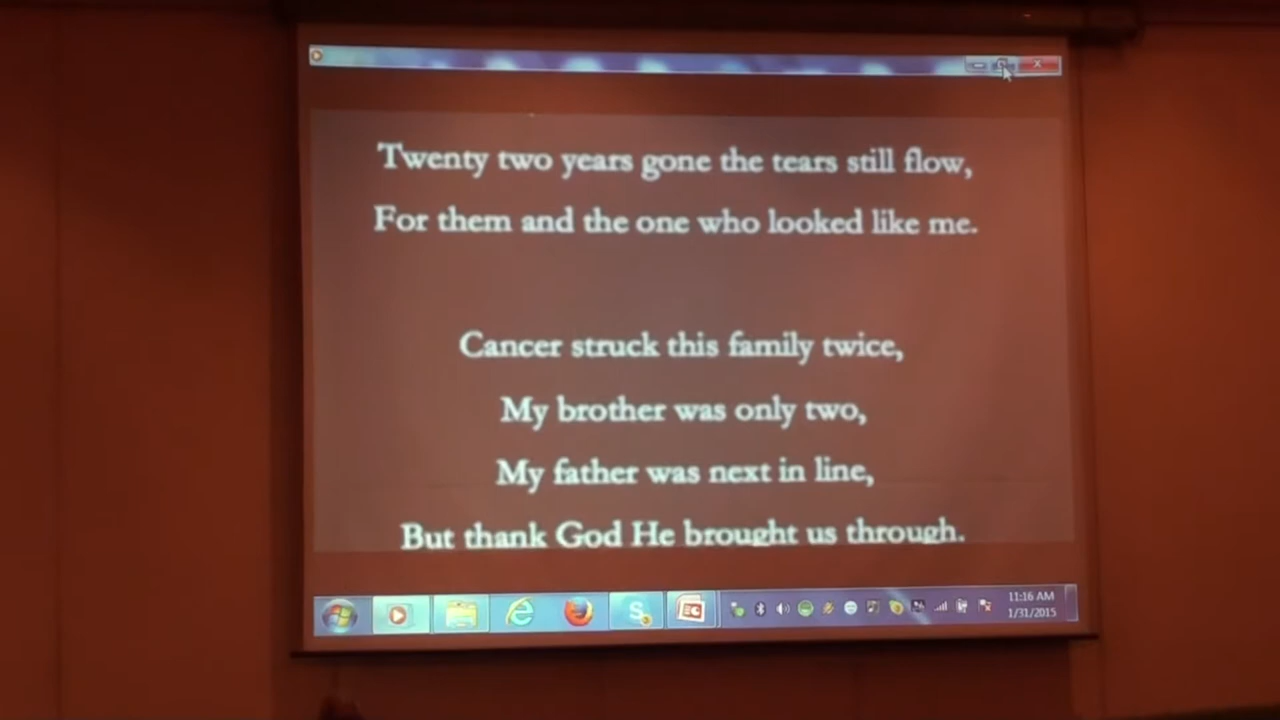 Twenty two years gone the tears still flow,
For them and the one who looked like me.
Cancer struck this family twice,
My brother was only two,
My father was next in line,
But thank God He brought us through.
11:16 AM
1/31/2015